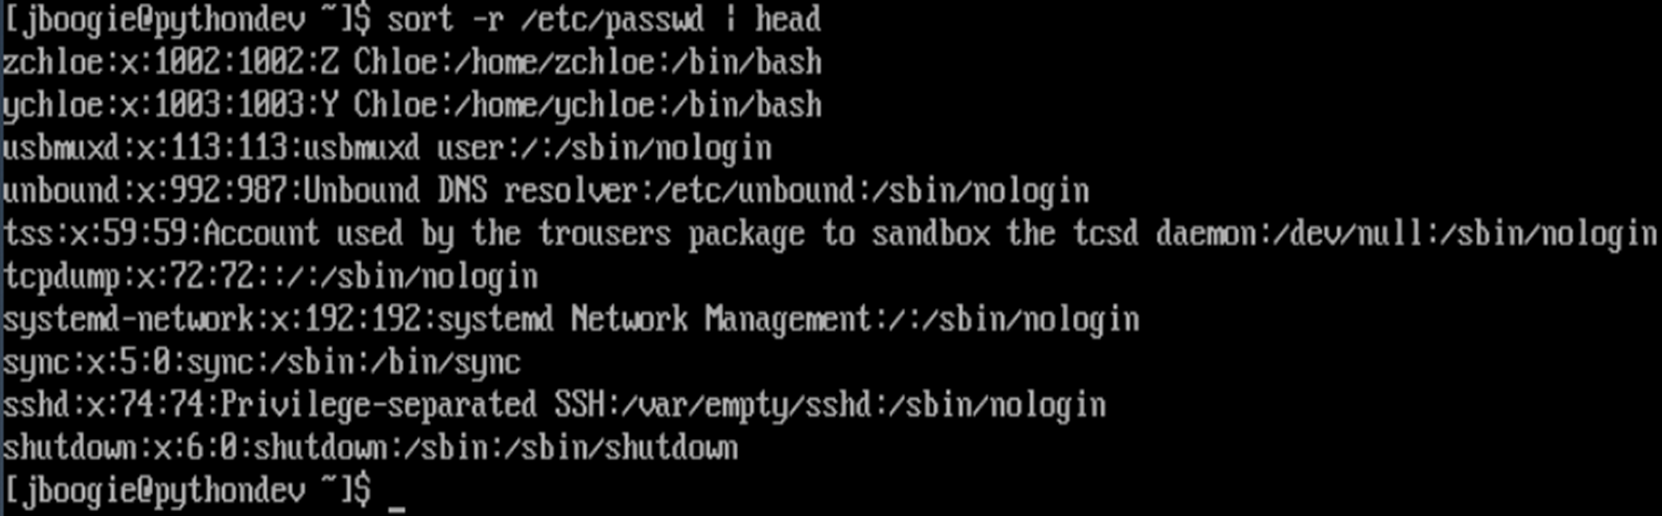 [jboogie@pythondev ~]$ sort -r /etc/passwd | head
zchloe:x:1002:1002:Z Chloe:/home/zchloe:/bin/bash
ychloe:x:1003:1003:Y Chloe:/home/ychloe:/bin/bash
usbmuxd:x:113:113:usbmuxd user:/:/sbin/nologin
unbound:x:992:987:Unbound DNS resolver:/etc/unbound:/sbin/nologin
tss:x:59:59:Account used by the trousers package to sandbox the tcsd daemon:/dev/null:/sbin/nologin
tcpdump:x:72:72::/:/sbin/nologin
systemd-network:x:192:192:systemd Network Management:/:/sbin/nologin
sync:x:5:0:sync:/sbin:/bin/sync
sshd:x:74:74:Privilege-separated SSH:/var/empty/sshd:/sbin/nologin
shutdown:x:6:0:shutdown:/sbin:/sbin/shutdown
[jboogie@pythondev ~]$ _